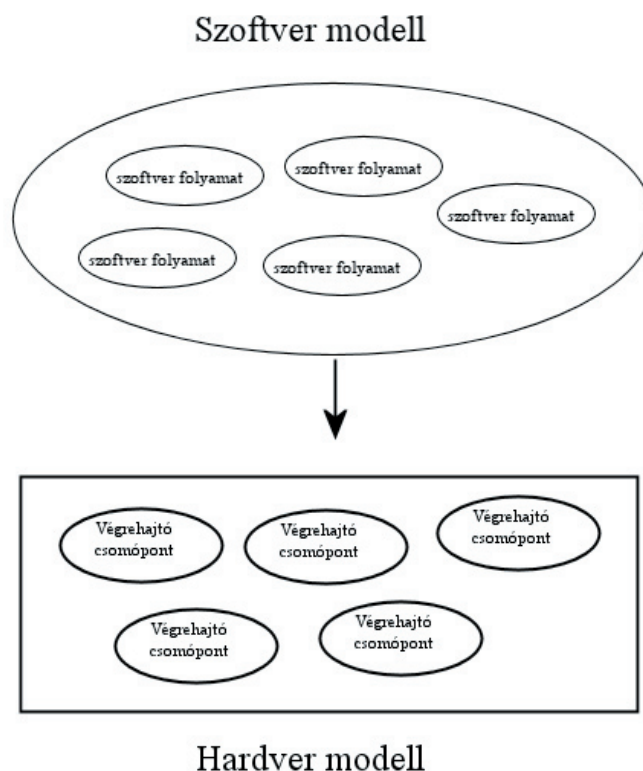 Szoftver modell
szoftver folyamat
szoftver folyamat
szoftver folyamat
szoftver folyamat
szoftver folyamat
Végrehajtó
csomópont
Végrehajtó
csomópont
Végrehajtó
csomópont
Végrehajtó
csomópont
Végrehajtó
csomópont
Hardver modell